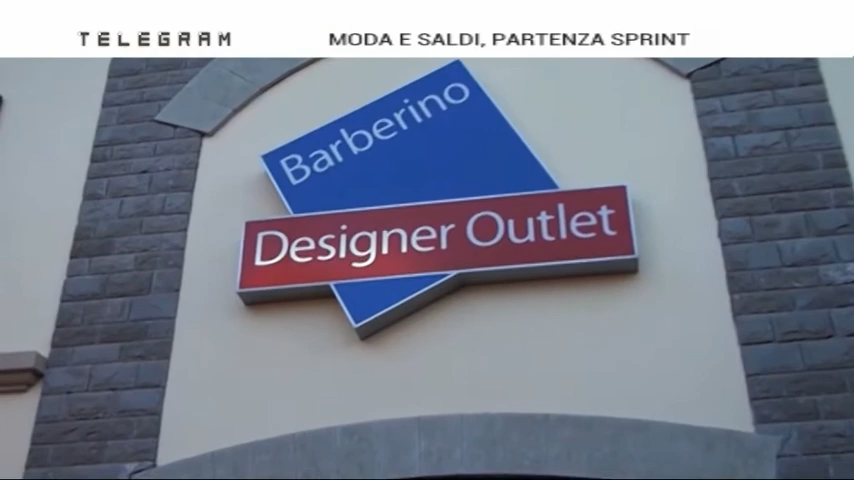 TELEGRAM
MODA E SALDI, PARTENZA SPRINT
Barberino
Designer Outlet